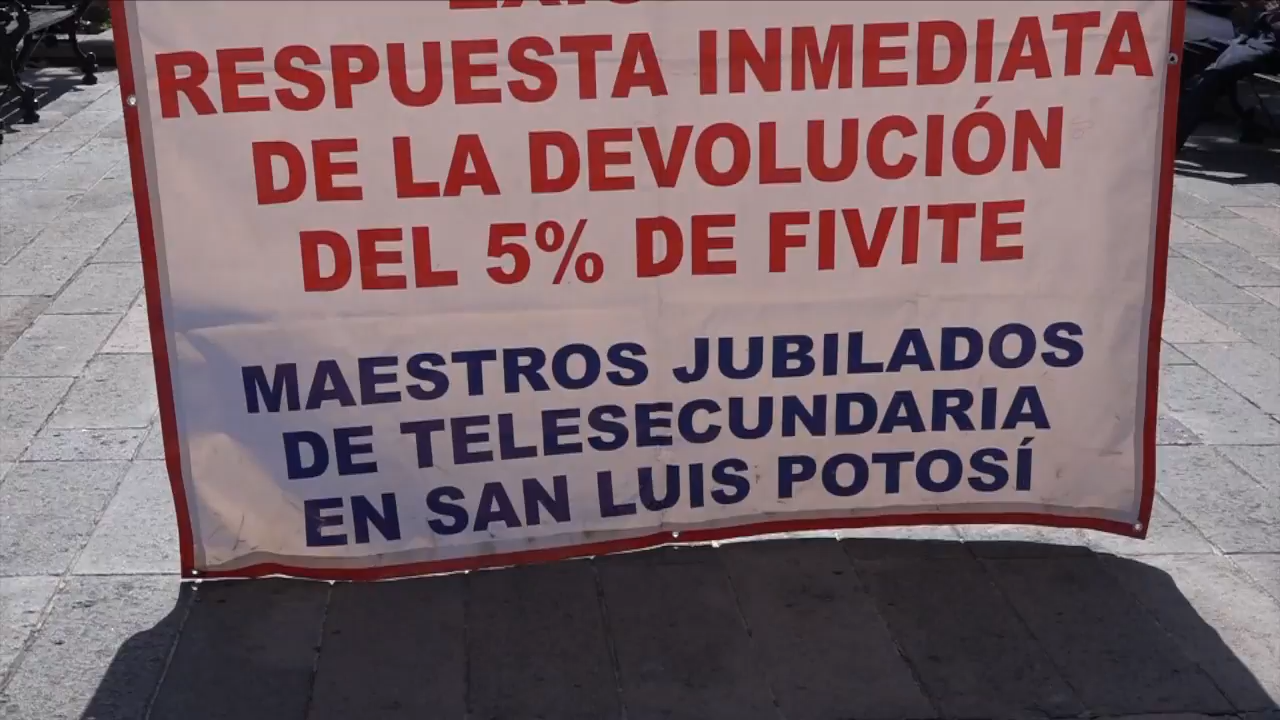 RESPUESTA INMEDIATA
DE LA DEVOLUCIÓN
DEL 5% DE FIVITE
MAESTROS JUBILADOS
DE TELESECUNDARIA
EN SAN LUIS POTOSÍ